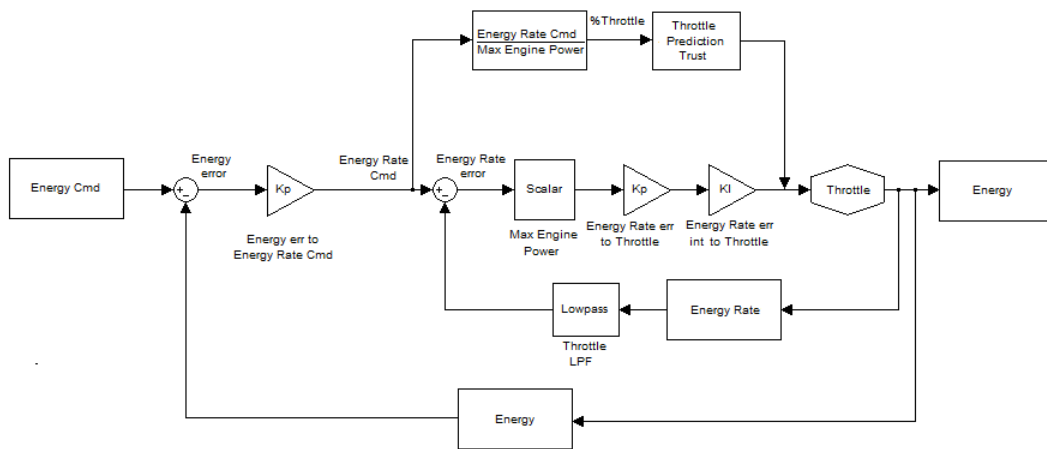 %Throttle
Energy Rate Cmd
Max Engine Power
Throttle
Prediction
Trust
Energy
error
Energy Rate
Cmd
Energy Rate
error
Energy Cmd
+
−
Kp
+
−
Scalar
Kp
KI
Throttle
Energy
Energy err to
Energy Rate Cmd
Max Engine
Power
Energy Rate err
to Throttle
Energy Rate err
int to Throttle
Lowpass
Energy Rate
Throttle
LPF
Energy